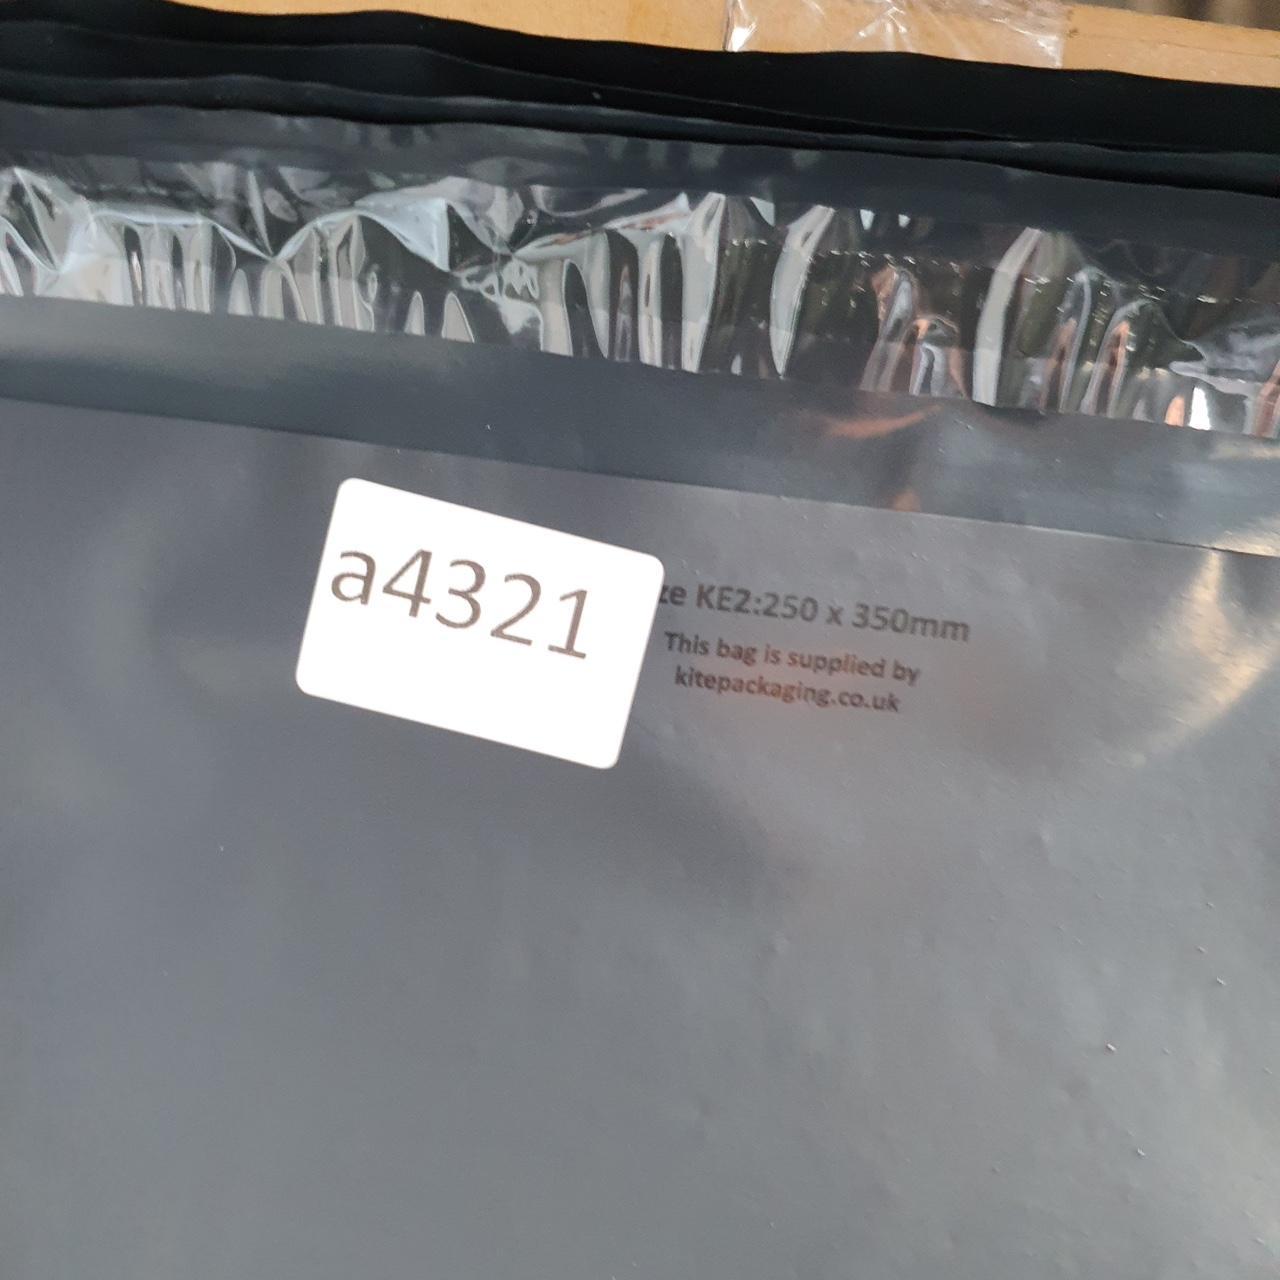 a4321
ze KE2:250 x 350mm
This bag is supplied by
kitepackaging.co.uk